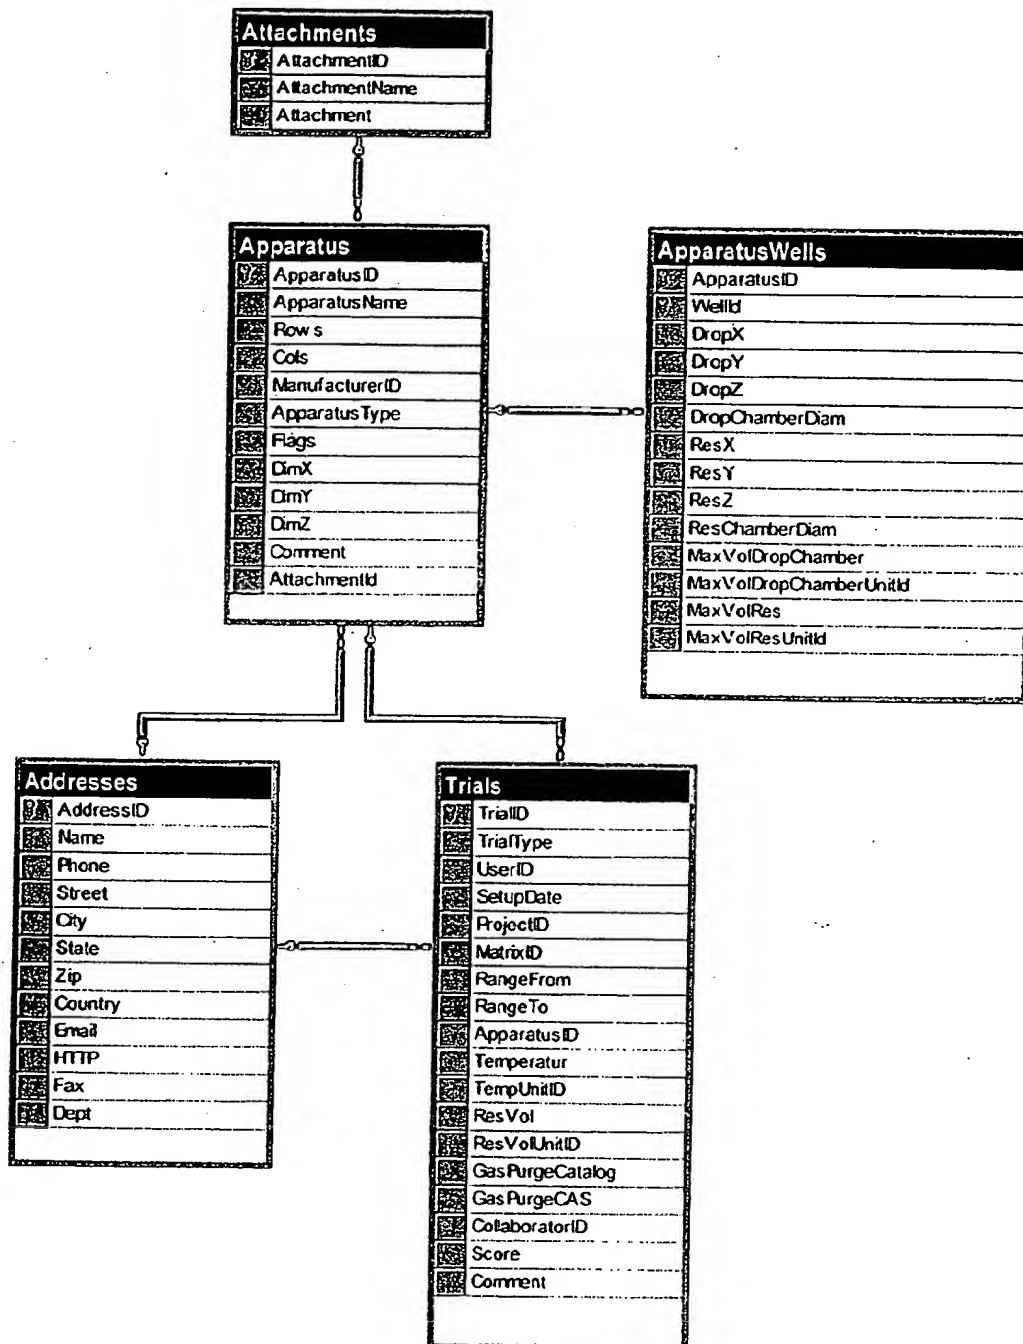 Attachments
AttachmentID
AttachmentName
Attachment
Apparatus
ApparatusID
ApparatusName
Rows
Cols
ManufacturerID
ApparatusType
Flags
DimX
DimY
DimZ
Comment
AttachmentId
ApparatusWells
ApparatusID
WellId
DropX
DropY
DropZ
DropChamberDiam
ResX
ResY
ResZ
ResChamberDiam
MaxVolDropChamber
MaxVolDropChamberUnitId
MaxVolRes
MaxVolResUnitId
Addresses
AddressID
Name
Phone
Street
City
State
Zip
Country
Email
HTTP
Fax
Dept
Trials
TrialID
TrialType
UserID
SetupDate
ProjectID
MatrixID
RangeFrom
RangeTo
ApparatusID
Temperatur
TempUnitID
ResVol
ResVolUnitID
GasPurgeCatalog
GasPurgeCAS
CollaboratorID
Score
Comment